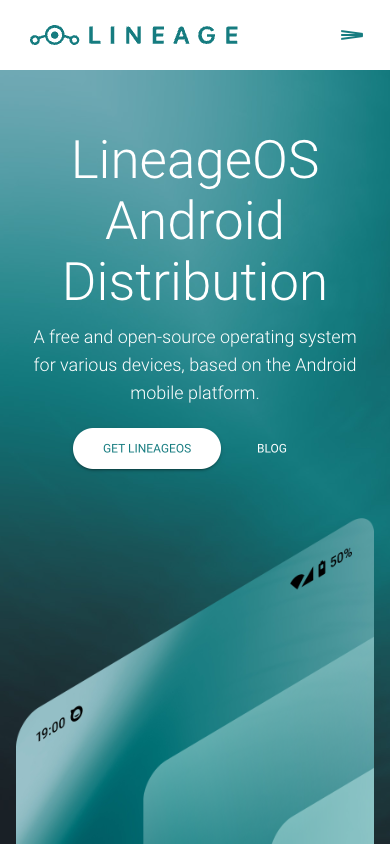 LINEAGE
LineageOS
Android
Distribution
A free and open-source operating system
for various devices, based on the Android
mobile platform.
GET LINEAGEOS BLOG
50%
19:00